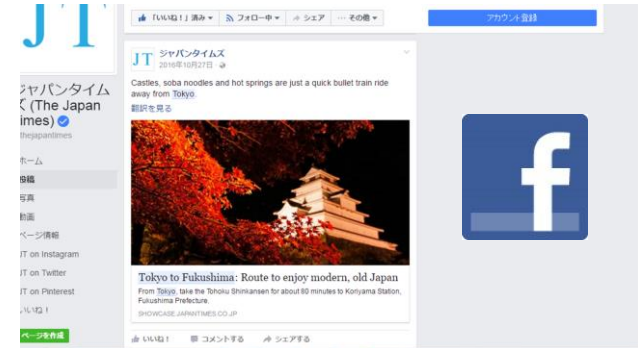 JT
「いいね！」済み
フォロー中
シェア
… その他
アカウント登録
JT ジャパンタイムズ
2016年10月27日
Castles, soba noodles and hot springs are just a quick bullet train ride
away from Tokyo.
翻訳を見る
Tokyo to Fukushima: Route to enjoy modern, old Japan
From Tokyo, take the Tohoku Shinkansen for about 80 minutes to Koriyama Station,
Fukushima Prefecture.
SHOWCASE.JAPANTIMES.CO.JP
いいね！
コメントする
シェアする
ジャパンタイム
ズ (The Japan
imes)
thejapantimes
ホーム
投稿
写真
動画
ページ情報
JT on Instagram
JT on Twitter
JT on Pinterest
いいね！
ページを作成
f